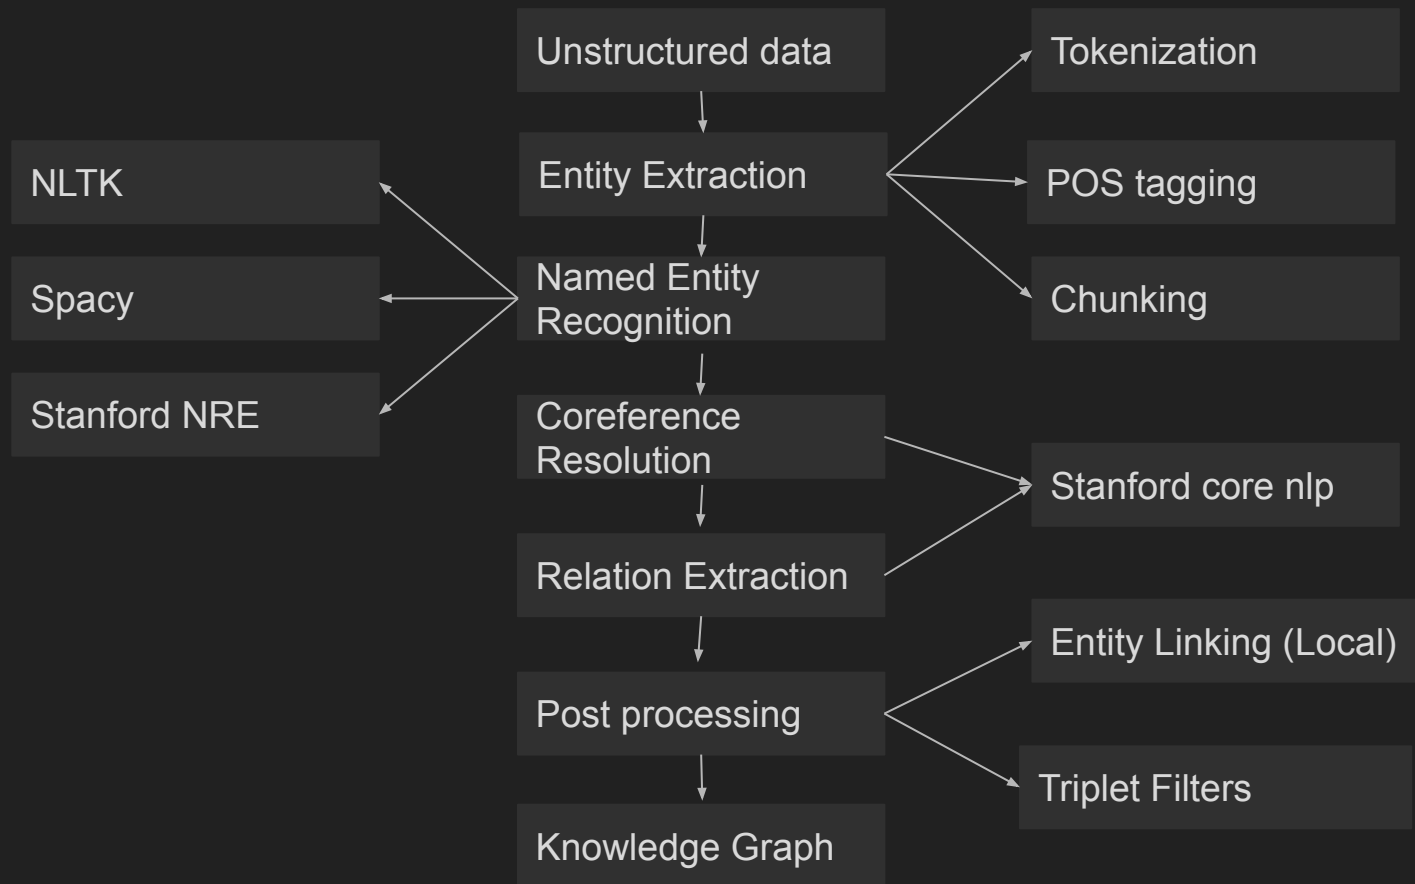 Unstructured data
Tokenization
Entity Extraction
NLTK
POS tagging
Named Entity
Recognition
Spacy
Chunking
Stanford NRE
Coreference
Resolution
Stanford core nlp
Relation Extraction
Entity Linking (Local)
Post processing
Triplet Filters
Knowledge Graph